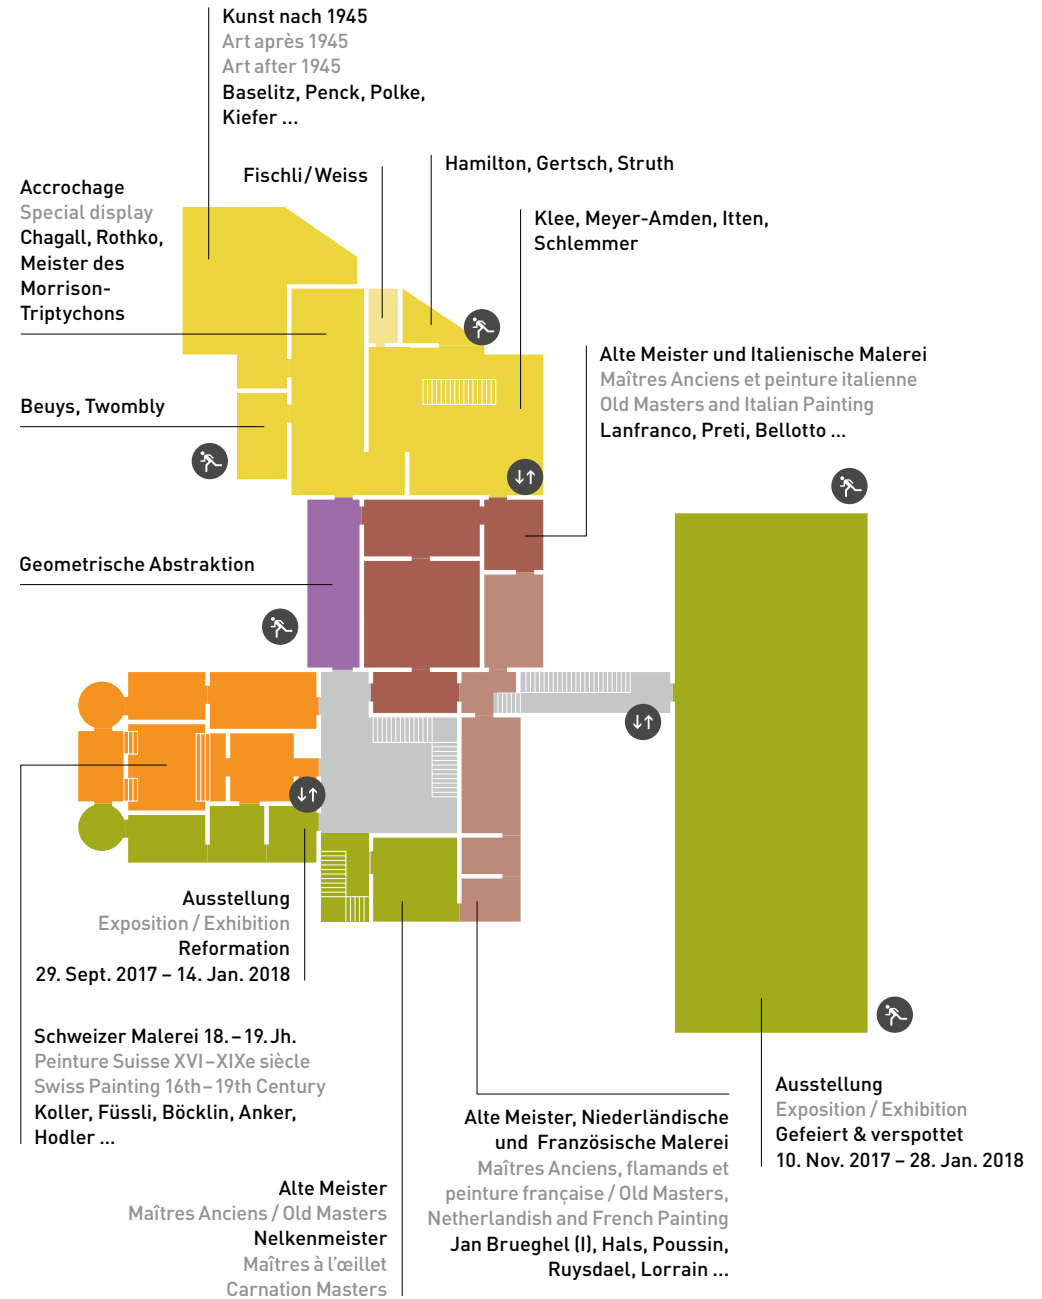 Kunst nach 1945
Art après 1945
Art after 1945
Baselitz, Penck, Polke,
Kiefer ...
Hamilton, Gertsch, Struth
Fischli/Weiss
Accrochage
Special display
Chagall, Rothko,
Meister des
Morrison-
Triptychons
Klee, Meyer-Amden, Itten,
Schlemmer
Alte Meister und Italienische Malerei
Maîtres Anciens et peinture italienne
Old Masters and Italian Painting
Lanfranco, Preti, Bellotto ...
Beuys, Twombly
Geometrische Abstraktion
Ausstellung
Exposition / Exhibition
Reformation
29. Sept. 2017 – 14. Jan. 2018
Schweizer Malerei 18. – 19. Jh.
Peinture Suisse XVI – XIXe siècle
Swiss Painting 16th – 19th Century
Koller, Füssli, Böcklin, Anker,
Hodler ...
Alte Meister
Maîtres Anciens / Old Masters
Nelkenmeister
Maîtres à l'œillet
Carnation Masters
Alte Meister, Niederländische
und Französische Malerei
Maîtres Anciens, flamands et
peinture française / Old Masters,
Netherlandish and French Painting
Jan Brueghel (I), Hals, Poussin,
Ruysdael, Lorrain ...
Ausstellung
Exposition / Exhibition
Gefeiert & verspottet
10. Nov. 2017 – 28. Jan. 2018